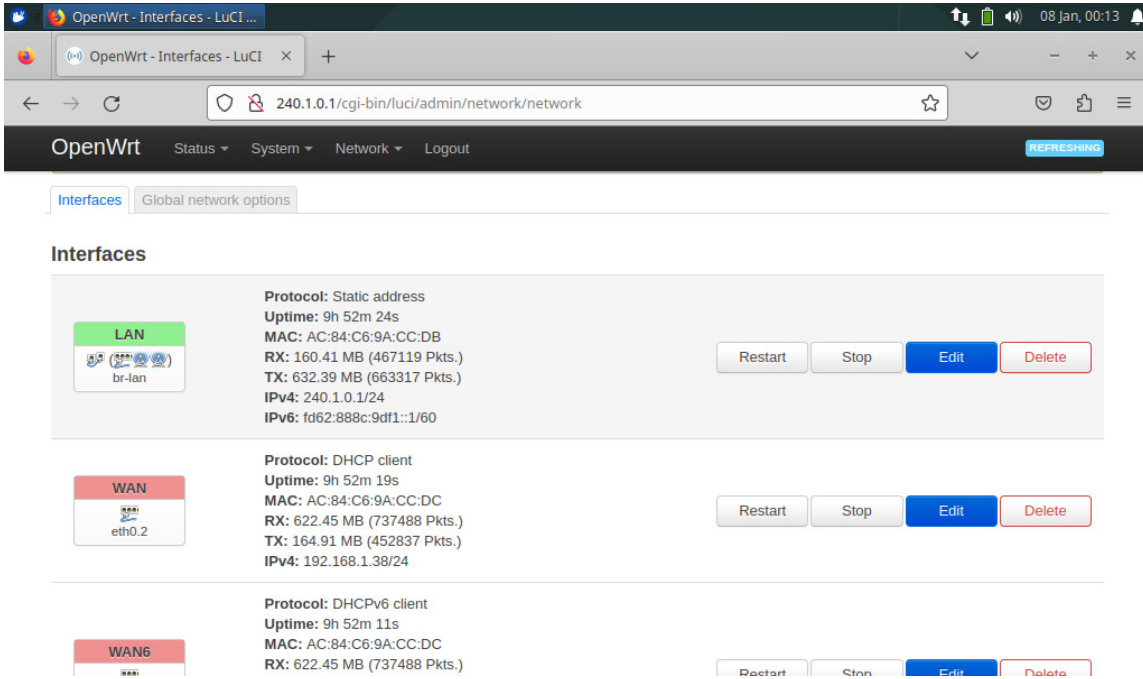 OpenWrt - Interfaces - LuCI ...
08 Jan, 00:13
OpenWrt - Interfaces - LuCI
240.1.0.1/cgi-bin/luci/admin/network/network
OpenWrt Status System Network Logout REFRESHING
Interfaces Global network options
Interfaces
LAN
br-lan
Protocol: Static address
Uptime: 9h 52m 24s
MAC: AC:84:C6:9A:CC:DB
RX: 160.41 MB (467119 Pkts.)
TX: 632.39 MB (663317 Pkts.)
IPv4: 240.1.0.1/24
IPv6: fd62:888c:9df1::1/60
Restart Stop Edit Delete
WAN
eth0.2
Protocol: DHCP client
Uptime: 9h 52m 19s
MAC: AC:84:C6:9A:CC:DC
RX: 622.45 MB (737488 Pkts.)
TX: 164.91 MB (452837 Pkts.)
IPv4: 192.168.1.38/24
Restart Stop Edit Delete
WAN6
Protocol: DHCPv6 client
Uptime: 9h 52m 11s
MAC: AC:84:C6:9A:CC:DC
RX: 622.45 MB (737488 Pkts.)
Restart Stop Edit Delete